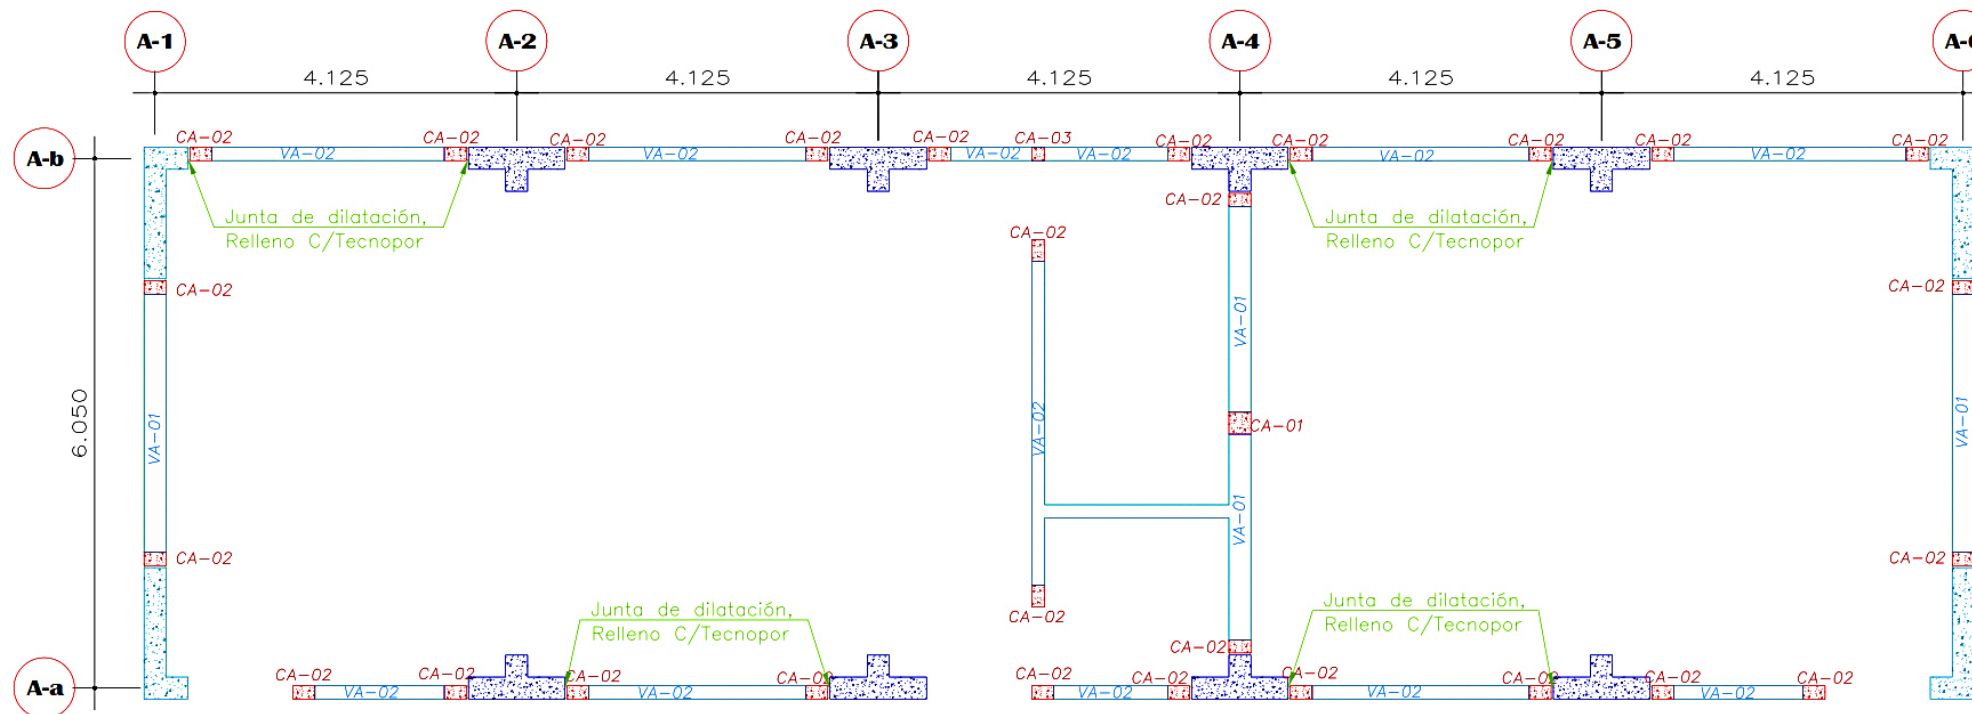 A-1 A-2 A-3 A-4 A-5
4.125 4.125 4.125 4.125 4.125
CA-02 CA-02 CA-02 CA-02 CA-02 CA-03 CA-02 CA-02 CA-02 CA-02 CA-02
A-b VA-02 VA-02 VA-02 VA-02 VA-02 VA-02
CA-02
Junta de dilatación,
Relleno C/Tecnopor
Junta de dilatación,
Relleno C/Tecnopor
CA-02
CA-02 CA-02
VA-01
6.050
VA-01
VA-02
CA-01
VA-01
VA-01
CA-02 CA-02
Junta de dilatación,
Relleno C/Tecnopor
CA-02
Junta de dilatación,
Relleno C/Tecnopor
CA-02
A-a CA-02 CA-02 CA-02 CA-02 CA-02 CA-02 CA-02 CA-02 CA-02
VA-02 VA-02 VA-02 VA-02 VA-02